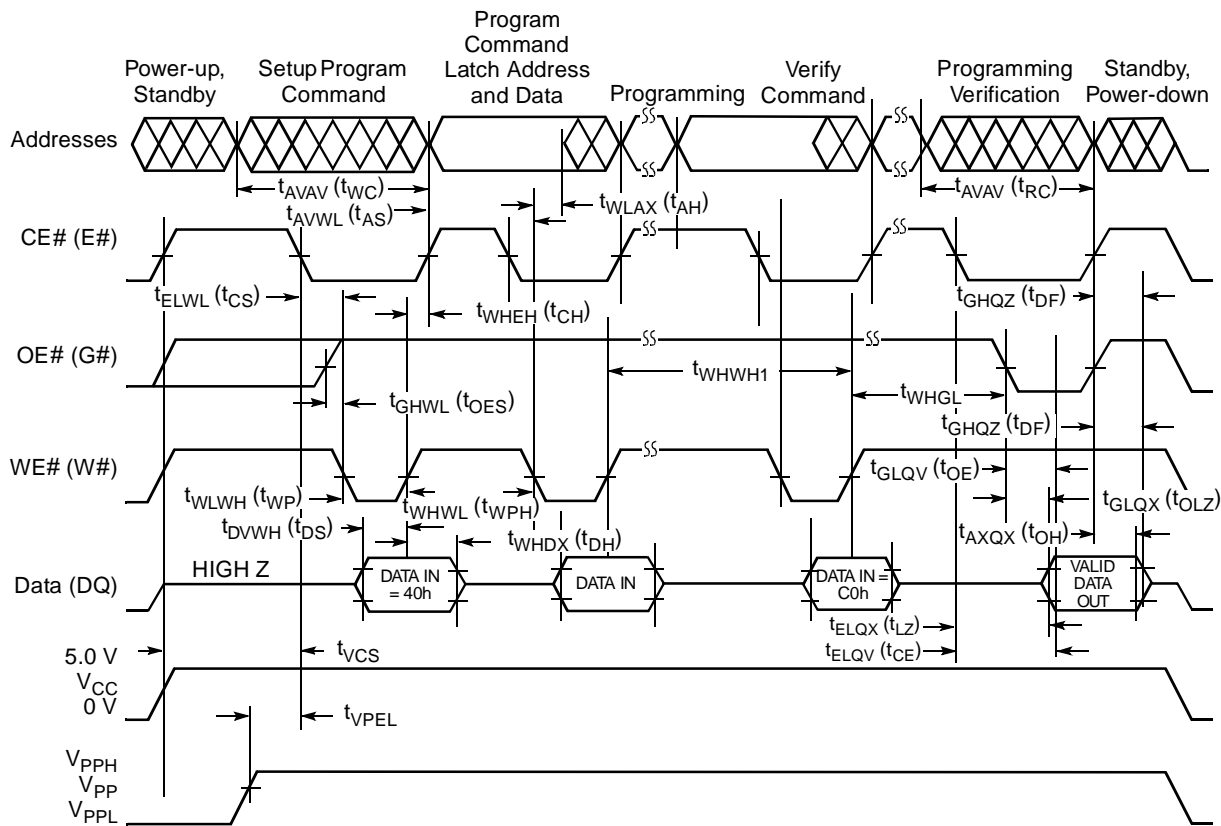 Power-up,
Standby
Setup Program
Command
Program
Command
Latch Address
and Data
Programming
Verify
Command
Programming
Verification
Standby,
Power-down
Addresses
tAVAV (tWC)
tAVWL (tAS)
tWLAX (tAH)
tAVAV (tRC)
CE# (E#)
tELWL (tCS)
tWHEH (tCH)
tGHQZ (tDF)
OE# (G#)
tWHWH1
tWHGL
tGHWL (tOES)
tGHQZ (tDF)
WE# (W#)
tGLQV (tOE)
tWLWH (tWP)
tWHWL (tWPH)
tGLQX (tOLZ)
tDVWH (tDS)
tWHDX (tDH)
tAXQX (tOH)
Data (DQ)
HIGH Z
DATA IN
= 40h
DATA IN
DATA IN =
C0h
VALID
DATA
OUT
tELQX (tLZ)
tELQV (tCE)
5.0 V
VCC
0 V
tVCS
tVPEL
VPPH
VPP
VPPL